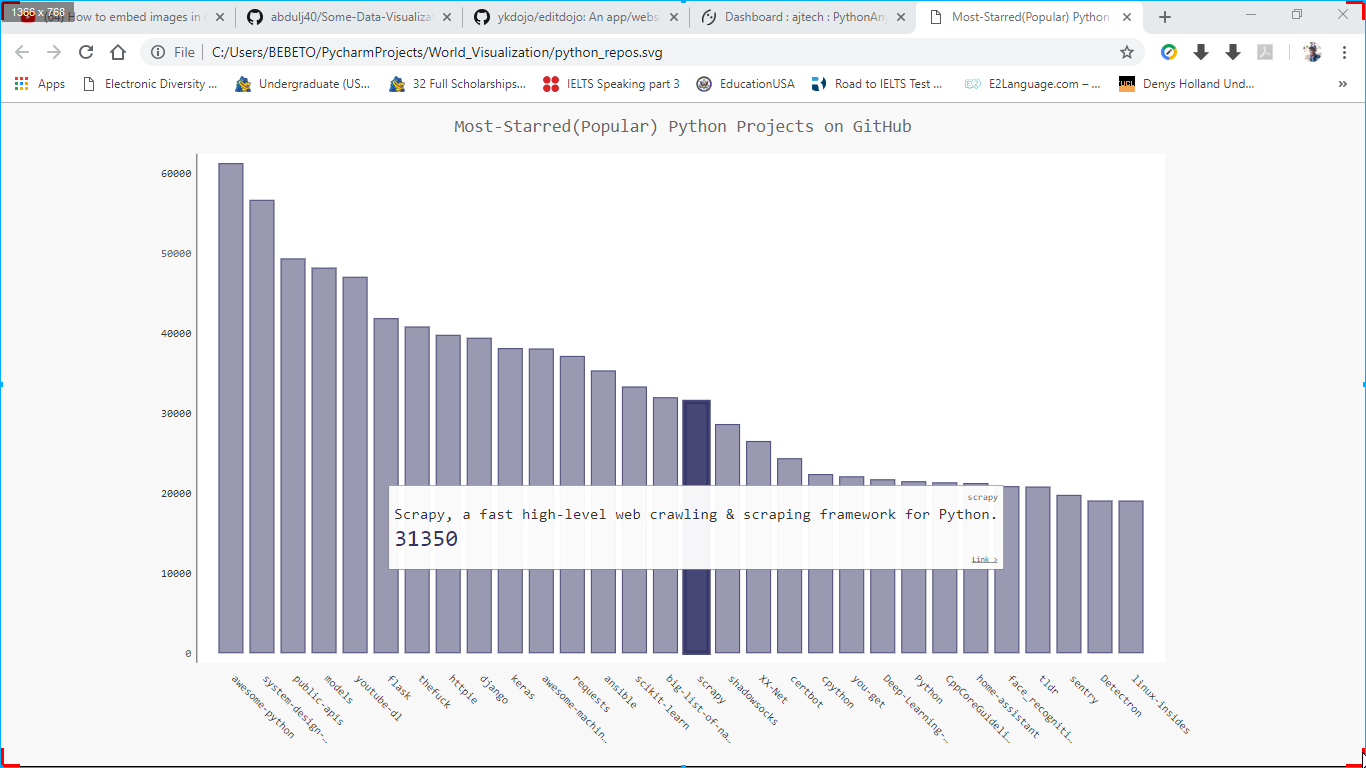 1366 x 768
(64) How to embed images in
abdulj40/Some-Data-Visualiza
ykdojo/editdojo: An app/webs
Dashboard : ajtech : PythonAny
Most-Starred(Popular) Python
File
C:/Users/BEBETO/PycharmProjects/World_Visualization/python_repos.svg
Apps
Electronic Diversity ...
Undergraduate (US...
32 Full Scholarships...
IELTS Speaking part 3
EducationUSA
Road to IELTS Test ...
E2Language.com – ...
Denys Holland Und...
Most-Starred(Popular) Python Projects on GitHub
60000
50000
40000
30000
20000
10000
0
scrapy
Scrapy, a fast high-level web crawling & scraping framework for Python.
31350
Link >
awesome-python
system-design-…
public-apis
models
youtube-dl
flask
thefuck
httpie
django
keras
awesome-machin…
requests
ansible
scikit-learn
big-list-of-na…
scrapy
shadowsocks
XX-Net
certbot
cpython
you-get
Deep-Learning-…
Python
CppCoreGuideli…
home-assistant
face_recogniti…
tldr
sentry
Detectron
linux-insides